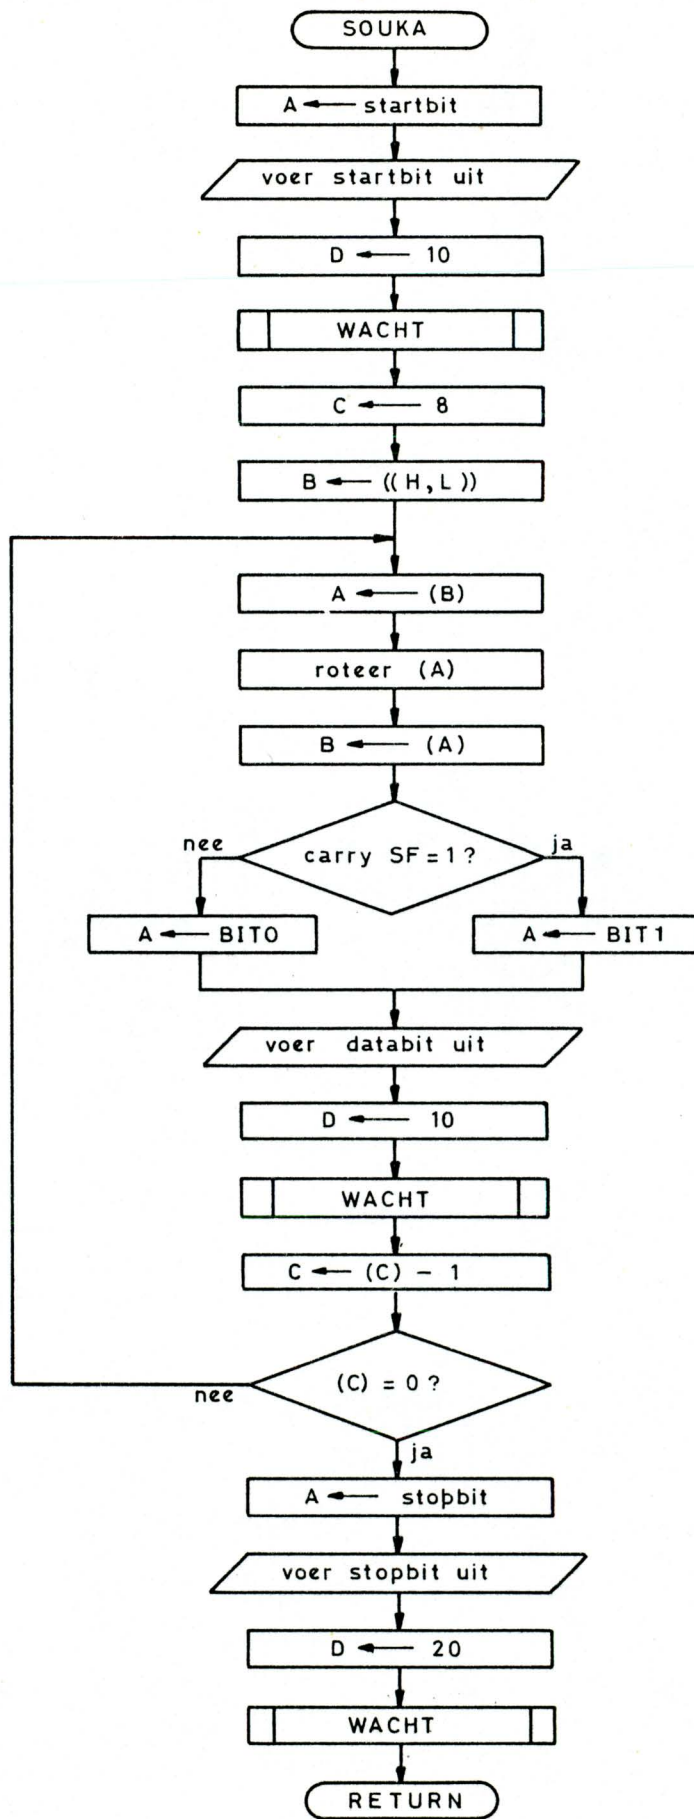 SOUKA
A ← startbit
voer startbit uit
D ← 10
WACHT
C ← 8
B ← ((H,L))
A ← (B)
roteer (A)
B ← (A)
nee
carry SF=1?
ja
A ← BIT0
A ← BIT1
voer databit uit
D ← 10
WACHT
C ← (C) - 1
(C) = 0?
nee
ja
A ← stopbit
voer stopbit uit
D ← 20
WACHT
RETURN